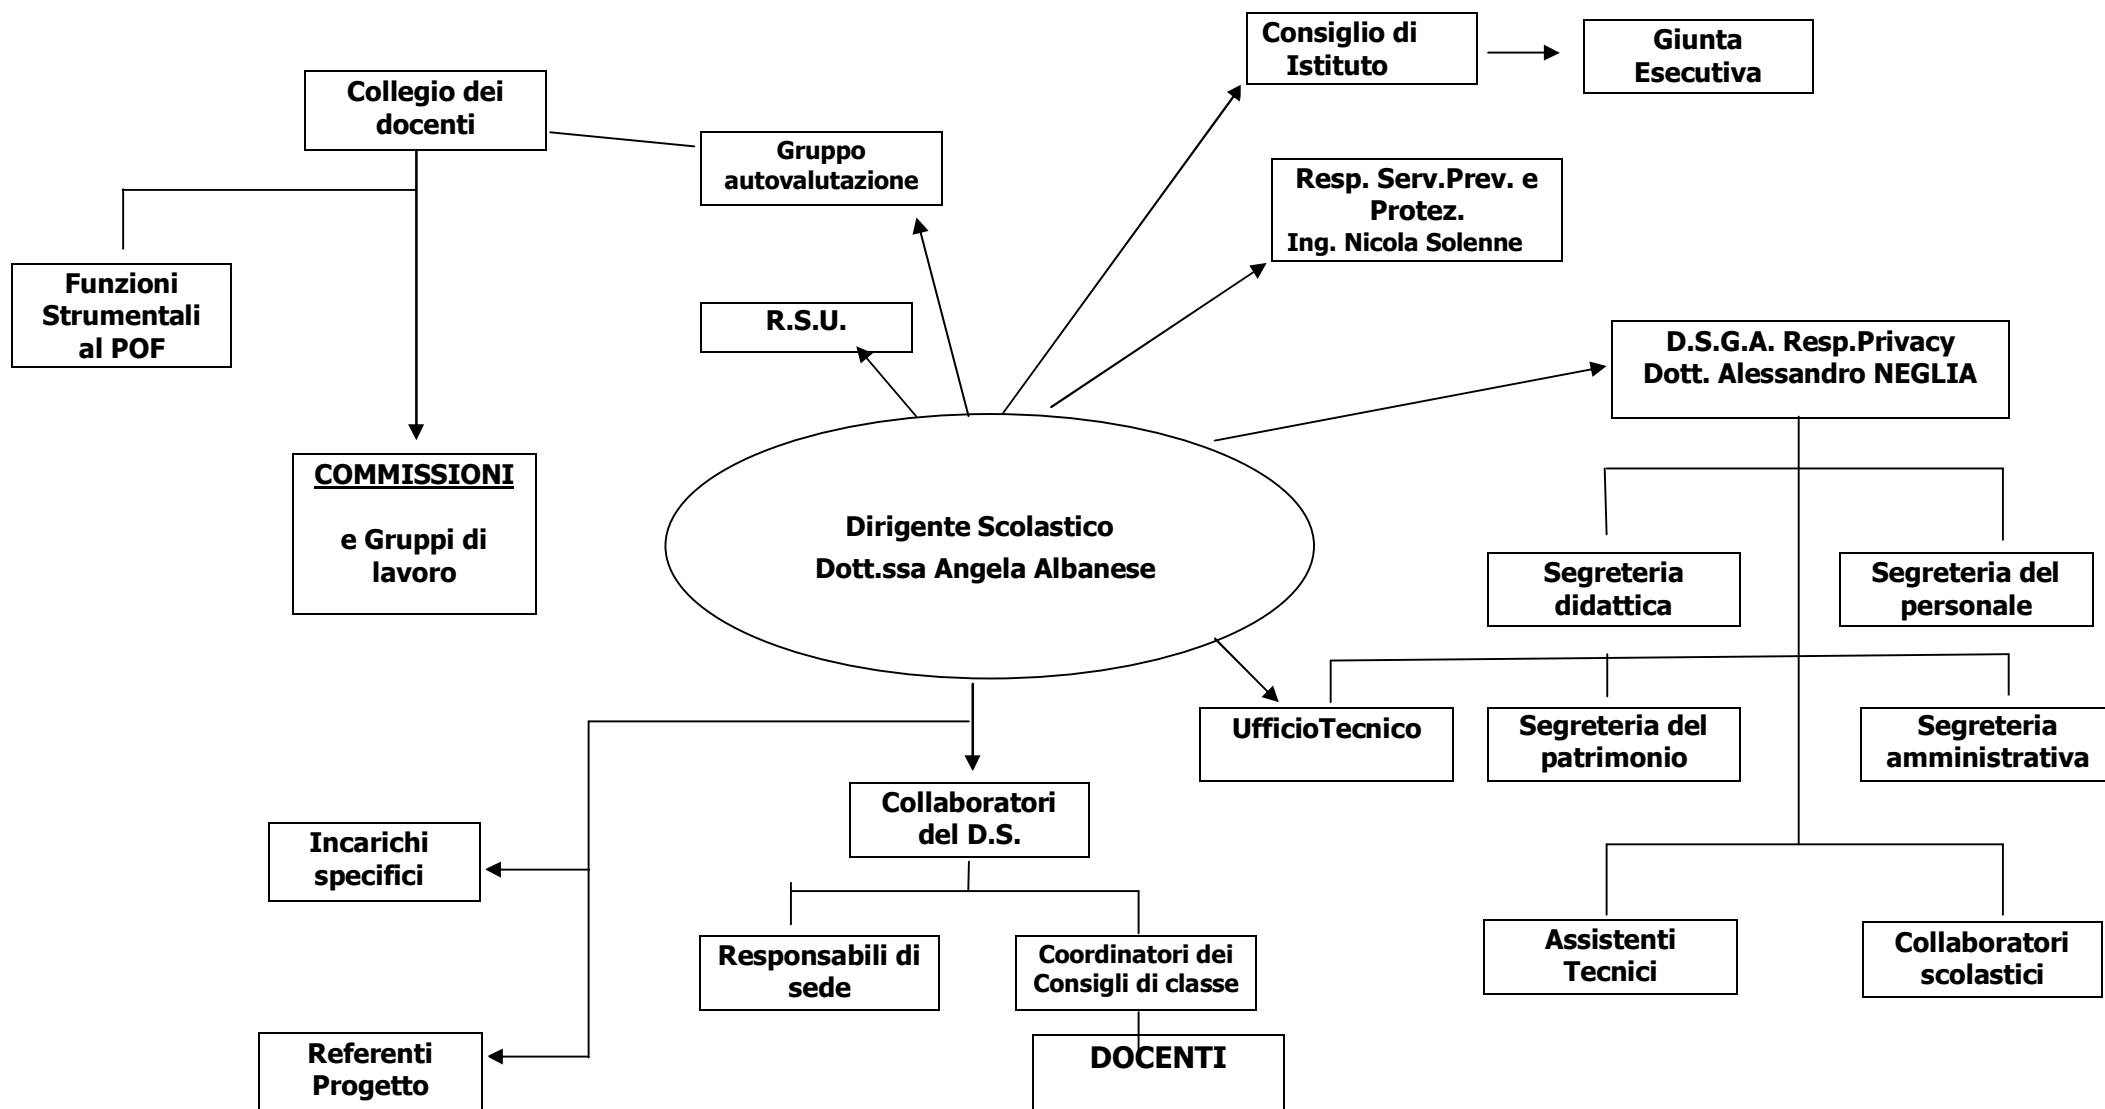 Consiglio di
Istituto
Giunta
Esecutiva
Collegio dei
docenti
Gruppo
autovalutazione
Resp. Serv.Prev. e
Protez.
Ing. Nicola Solenne
Funzioni
Strumentali
al POF
R.S.U.
D.S.G.A. Resp.Privacy
Dott. Alessandro NEGLIA
COMMISSIONI
e Gruppi di
lavoro
Dirigente Scolastico
Dott.ssa Angela Albanese
Segreteria
didattica
Segreteria del
personale
UfficioTecnico
Segreteria del
patrimonio
Segreteria
amministrativa
Collaboratori
del D.S.
Incarichi
specifici
Responsabili di
sede
Coordinatori dei
Consigli di classe
Assistenti
Tecnici
Collaboratori
scolastici
Referenti
Progetto
DOCENTI